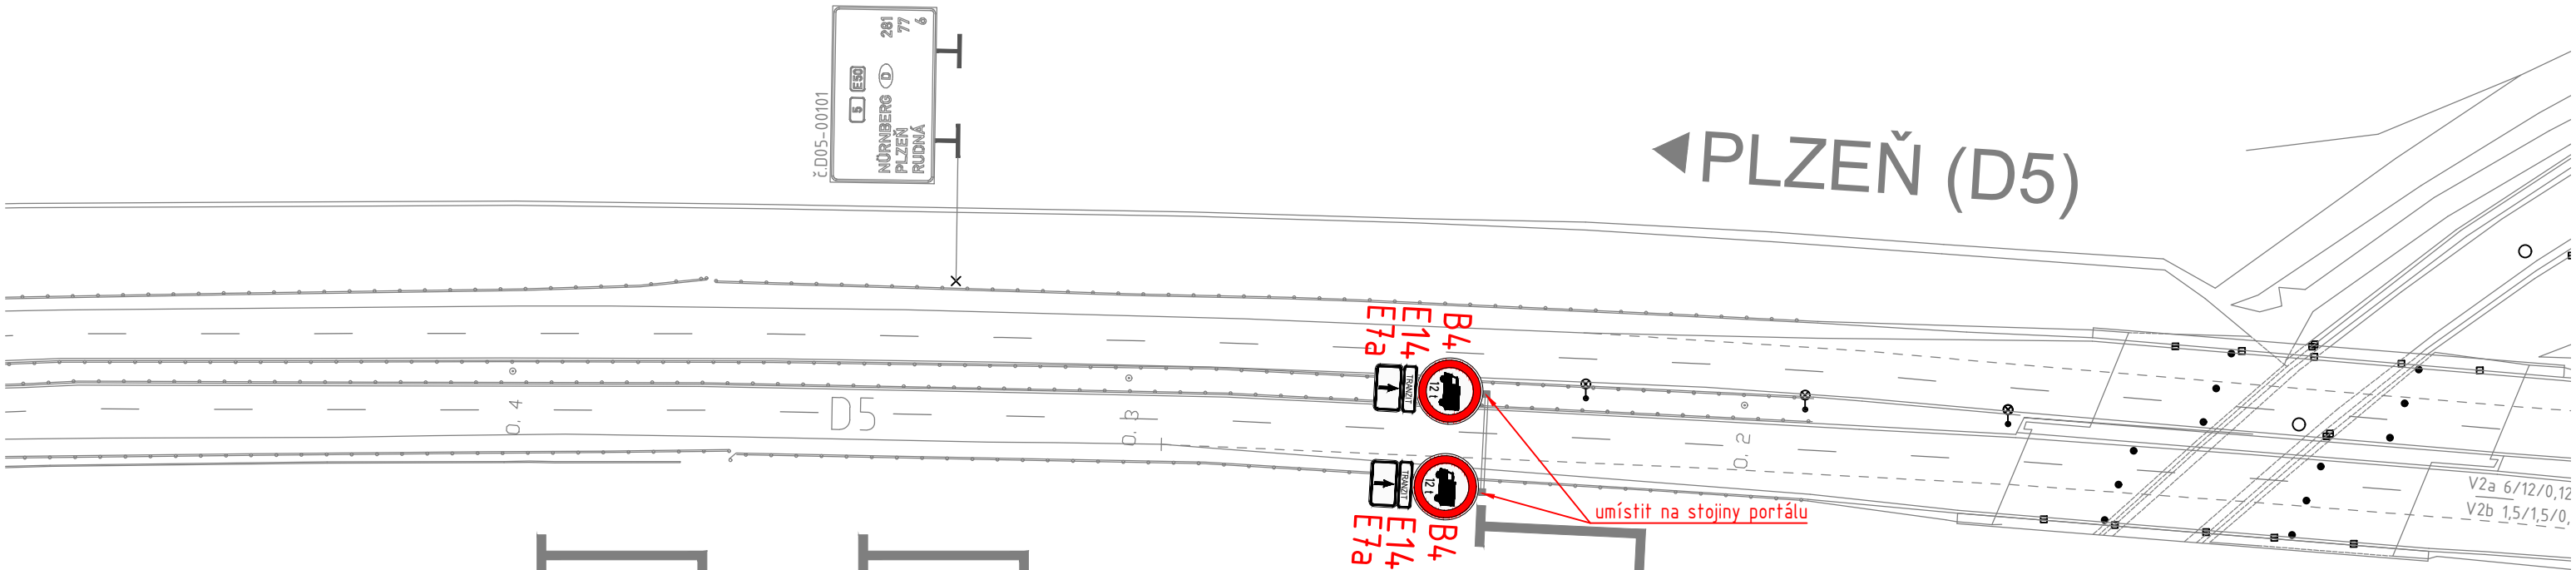 č.D05-00101
5 E50
NÜRNBERG D 281
PLZEŇ 77
RUDNÁ 6
PLZEŇ (D5)
B4
E14
E7a
TRANZIT
12 t
0.4
D5
0.3
0.2
TRANZIT
12 t
B4
E14
E7a
umístit na stojiny portálu
V2a 6/12/0,12
V2b 1,5/1,5/0,